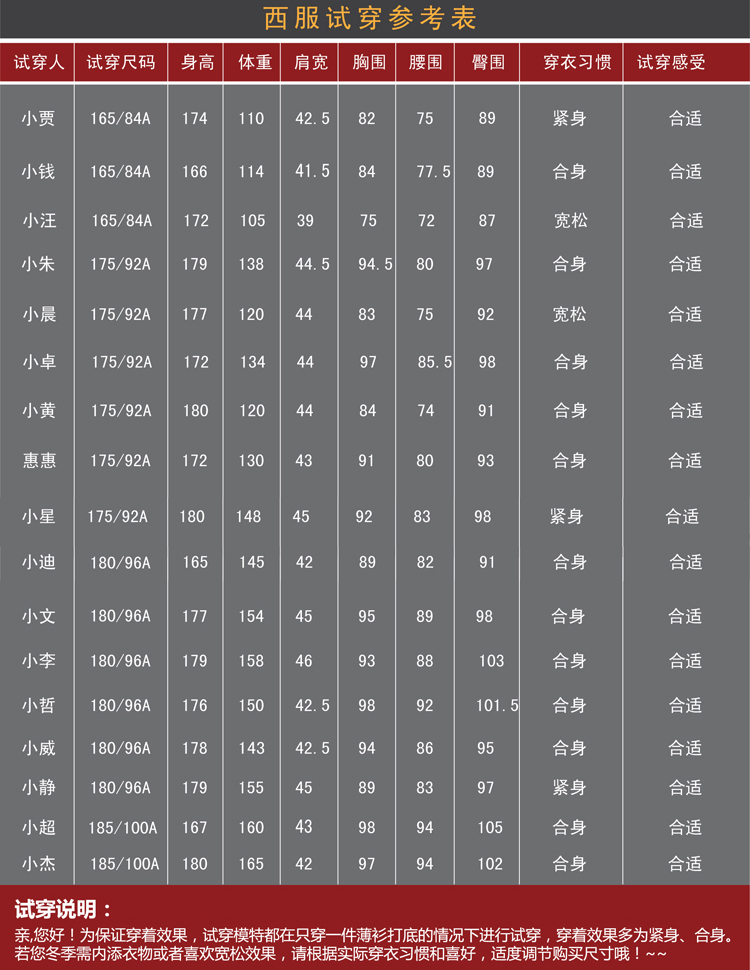 西服试穿参考表
试穿人 试穿尺码 身高 体重 肩宽 胸围 腰围 臀围 穿衣习惯 试穿感受
小贾 165/84A 174 110 42.5 82 75 89 紧身 合适
小钱 165/84A 166 114 41.5 84 77.5 89 合身 合适
小汪 165/84A 172 105 39 75 72 87 宽松 合适
小朱 175/92A 179 138 44.5 94.5 80 97 合身 合适
小晨 175/92A 177 120 44 83 75 92 宽松 合适
小卓 175/92A 172 134 44 97 85.5 98 合身 合适
小黄 175/92A 180 120 44 84 74 91 合身 合适
惠惠 175/92A 172 130 43 91 80 93 合身 合适
小星 175/92A 180 148 45 92 83 98 紧身 合适
小迪 180/96A 165 145 42 89 82 91 合身 合适
小文 180/96A 177 154 45 95 89 98 合身 合适
小李 180/96A 179 158 46 93 88 103 合身 合适
小哲 180/96A 176 150 42.5 98 92 101.5 合身 合适
小威 180/96A 178 143 42.5 94 86 95 合身 合适
小静 180/96A 179 155 45 89 83 97 紧身 合适
小超 185/100A 167 160 43 98 94 105 合身 合适
小杰 185/100A 180 165 42 97 94 102 合身 合适
试穿说明：
亲,您好！为保证穿着效果，试穿模特都在只穿一件薄衫打底的情况下进行试穿，穿着效果多为紧身、合身。
若您冬季需内添衣物或者喜欢宽松效果，请根据实际穿衣习惯和喜好，适度调节购买尺寸哦！~~